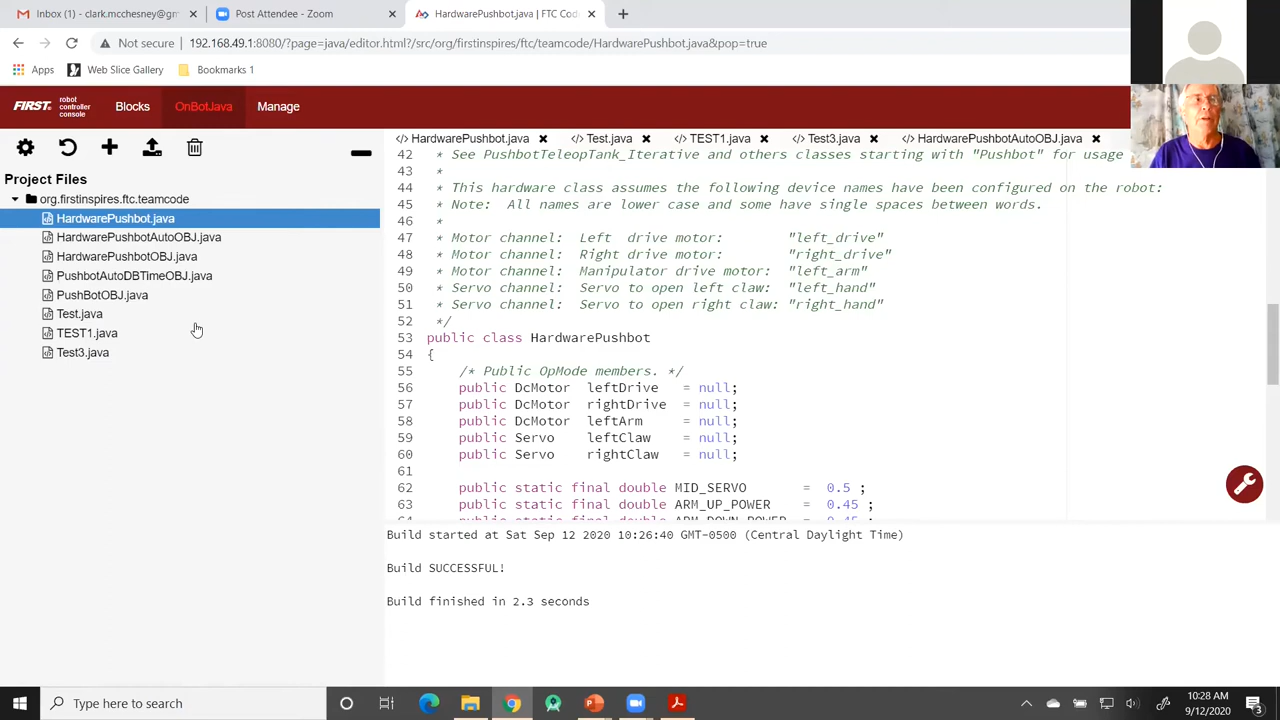 Inbox (1) - clark.mcchesney@gm
Post Attendee - Zoom
HardwarePushbot.java | FTC Cod
Not secure
192.168.49.1:8080/?page=java/editor.html?/src/org/firstinspires/ftc/teamcode/HardwarePushbot.java&pop=true
Apps
Web Slice Gallery
Bookmarks 1
FIRST. robot controller console
Blocks
OnBotJava
Manage
Project Files
org.firstinspires.ftc.teamcode
HardwarePushbot.java
HardwarePushbotAutoOBJ.java
HardwarePushbotOBJ.java
PushbotAutoDBTimeOBJ.java
PushBotOBJ.java
Test.java
TEST1.java
Test3.java
</> HardwarePushbot.java
</> Test.java
</> TEST1.java
</> Test3.java
</> HardwarePushbotAutoOBJ.java
42 * See PushbotTeleopTank_Iterative and others classes starting with "Pushbot" for usage
43 *
44 * This hardware class assumes the following device names have been configured on the robot:
45 * Note:  All names are lower case and some have single spaces between words.
46 *
47 * Motor channel:  Left  drive motor:        "left_drive"
48 * Motor channel:  Right drive motor:        "right_drive"
49 * Motor channel:  Manipulator drive motor:  "left_arm"
50 * Servo channel:  Servo to open left claw:  "left_hand"
51 * Servo channel:  Servo to open right claw: "right_hand"
52 */
53 public class HardwarePushbot
54 {
55 /* Public OpMode members. */
56 public DcMotor  leftDrive   = null;
57 public DcMotor  rightDrive  = null;
58 public DcMotor  leftArm     = null;
59 public Servo    leftClaw    = null;
60 public Servo    rightClaw   = null;
61
62 public static final double MID_SERVO       =  0.5 ;
63 public static final double ARM_UP_POWER    =  0.45 ;
64 public static final double ARM_DOWN_POWER  = -0.45 ;
Build started at Sat Sep 12 2020 10:26:40 GMT-0500 (Central Daylight Time)
Build SUCCESSFUL!
Build finished in 2.3 seconds
Type here to search
10:28 AM
9/12/2020
3